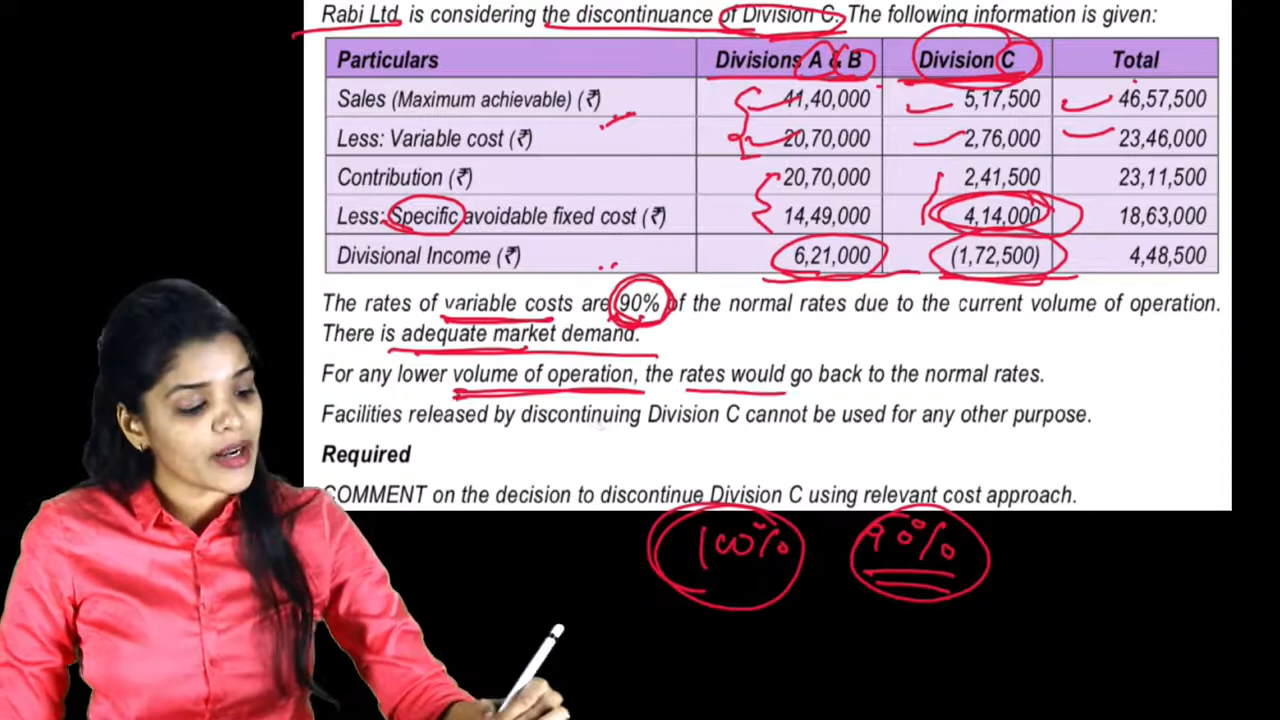 Rabi Ltd. is considering the discontinuance of Division C. The following information is given:
Particulars Divisions A & B Division C Total
Sales (Maximum achievable) (₹) 41,40,000 5,17,500 46,57,500
Less: Variable cost (₹) 20,70,000 2,76,000 23,46,000
Contribution (₹) 20,70,000 2,41,500 23,11,500
Less: Specific avoidable fixed cost (₹) 14,49,000 4,14,000 18,63,000
Divisional Income (₹) 6,21,000 (1,72,500) 4,48,500
The rates of variable costs are 90% of the normal rates due to the current volume of operation.
There is adequate market demand.
For any lower volume of operation, the rates would go back to the normal rates.
Facilities released by discontinuing Division C cannot be used for any other purpose.
Required
COMMENT on the decision to discontinue Division C using relevant cost approach.
100% 90%